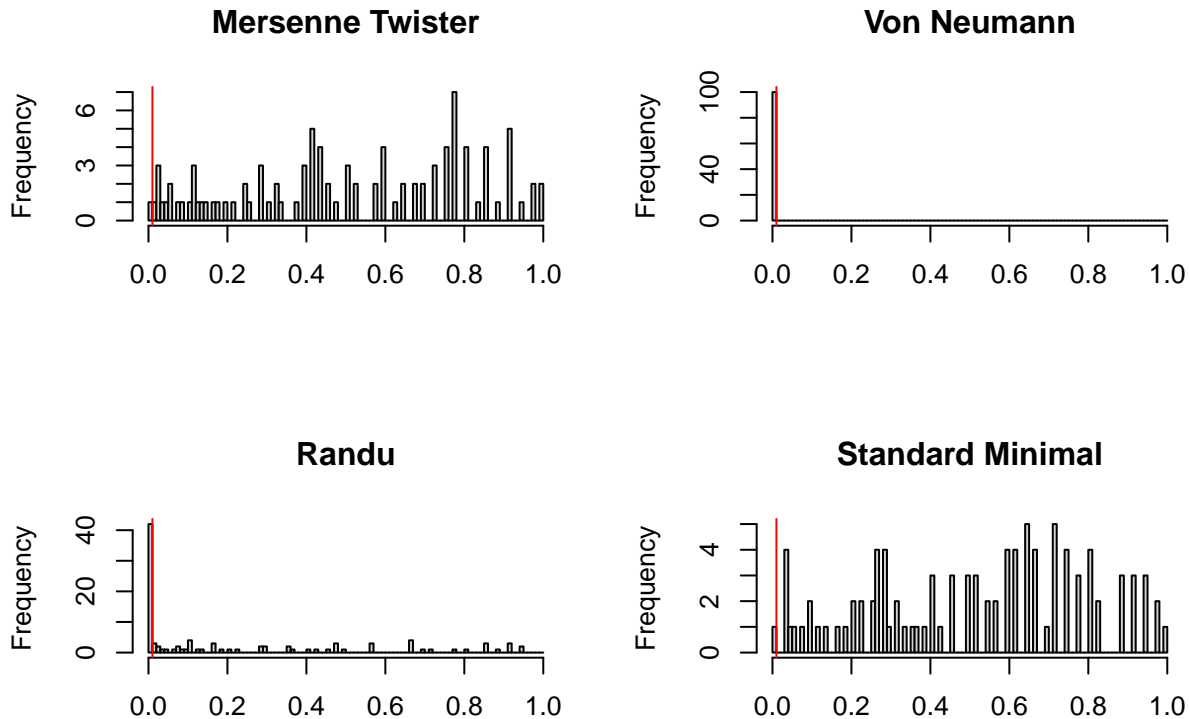 Mersenne Twister
Frequency
0 3 6
0.0 0.2 0.4 0.6 0.8 1.0
Von Neumann
Frequency
0 40 100
0.0 0.2 0.4 0.6 0.8 1.0
Randu
Frequency
0 20 40
0.0 0.2 0.4 0.6 0.8 1.0
Standard Minimal
Frequency
0 2 4
0.0 0.2 0.4 0.6 0.8 1.0